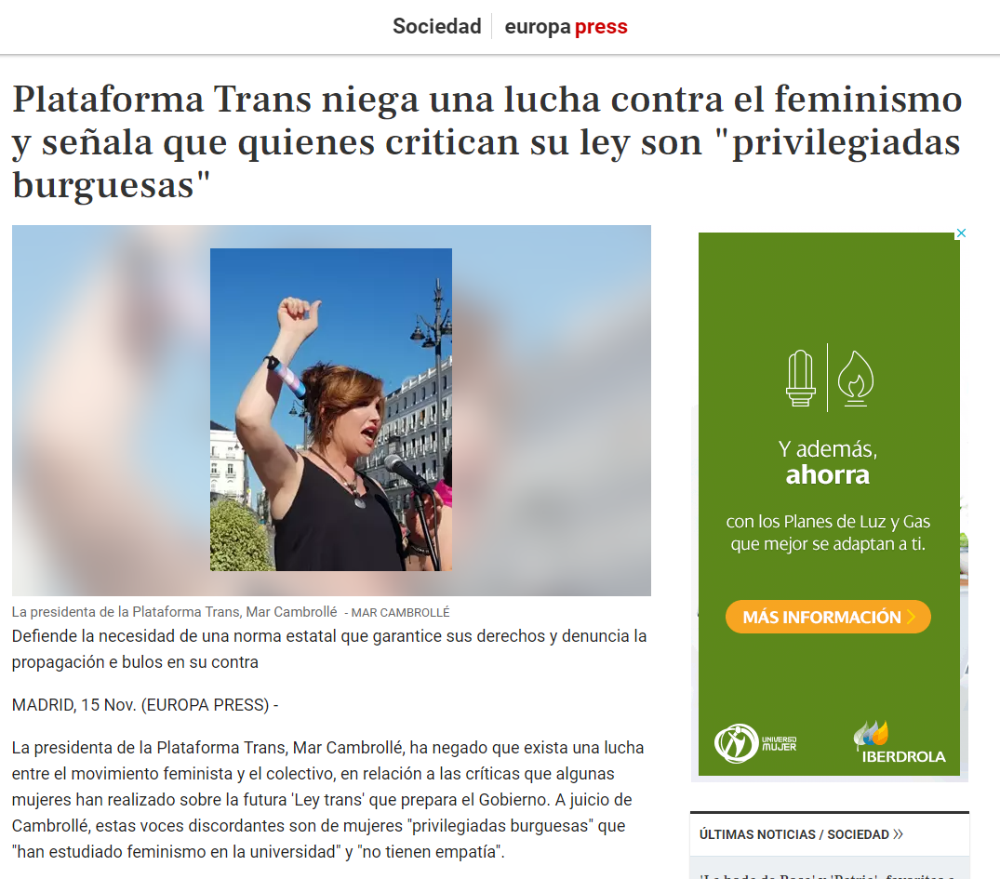 Sociedad europa press
Plataforma Trans niega una lucha contra el feminismo
y señala que quienes critican su ley son "privilegiadas
burguesas"
La presidenta de la Plataforma Trans, Mar Cambrollé - MAR CAMBROLLÉ
Defiende la necesidad de una norma estatal que garantice sus derechos y denuncia la
propagación e bulos en su contra
MADRID, 15 Nov. (EUROPA PRESS) -
La presidenta de la Plataforma Trans, Mar Cambrollé, ha negado que exista una lucha
entre el movimiento feminista y el colectivo, en relación a las críticas que algunas
mujeres han realizado sobre la futura 'Ley trans' que prepara el Gobierno. A juicio de
Cambrollé, estas voces discordantes son de mujeres "privilegiadas burguesas" que
"han estudiado feminismo en la universidad" y "no tienen empatía".
Y además,
ahorra
con los Planes de Luz y Gas
que mejor se adaptan a ti.
MÁS INFORMACIÓN
UNIVERSO
MUJER
IBERDROLA
ÚLTIMAS NOTICIAS / SOCIEDAD